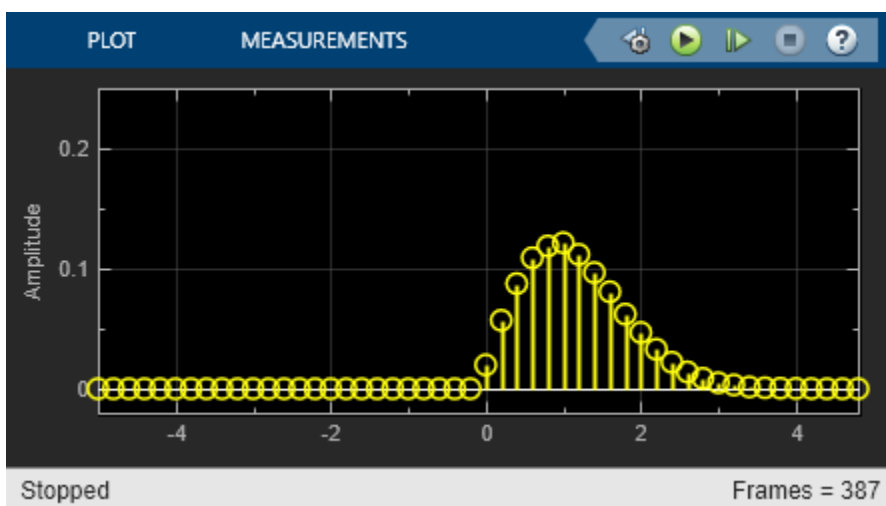 PLOT MEASUREMENTS ?
0.2
0.1
0
Amplitude
-4 -2 0 2 4
Stopped Frames = 387